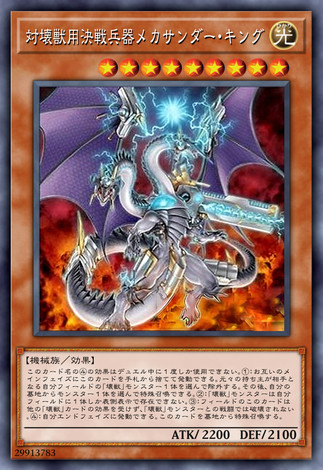 対壊獣用決戦兵器メカサンダー・キング
光
【機械族／効果】
このカード名の④の効果はデュエル中に１度しか使用できない。①：お互いのメ
インフェイズにこのカードを手札から捨てて発動できる。元々の持ち主が相手と
なる自分フィールドの「壊獣」モンスター１体を選んで除外する。その後、自分の
墓地からモンスター１体を選んで特殊召喚できる。②：「壊獣」モンスターは自分
フィールドに１体しか表側表示で存在できない。③：フィールドのこのカードは
他の「壊獣」カードの効果を受けず、「壊獣」モンスターとの戦闘では破壊されない。
④：自分エンドフェイズに発動できる。このカードを墓地から特殊召喚する。
ATK/ 2200 DEF/2100
29913783